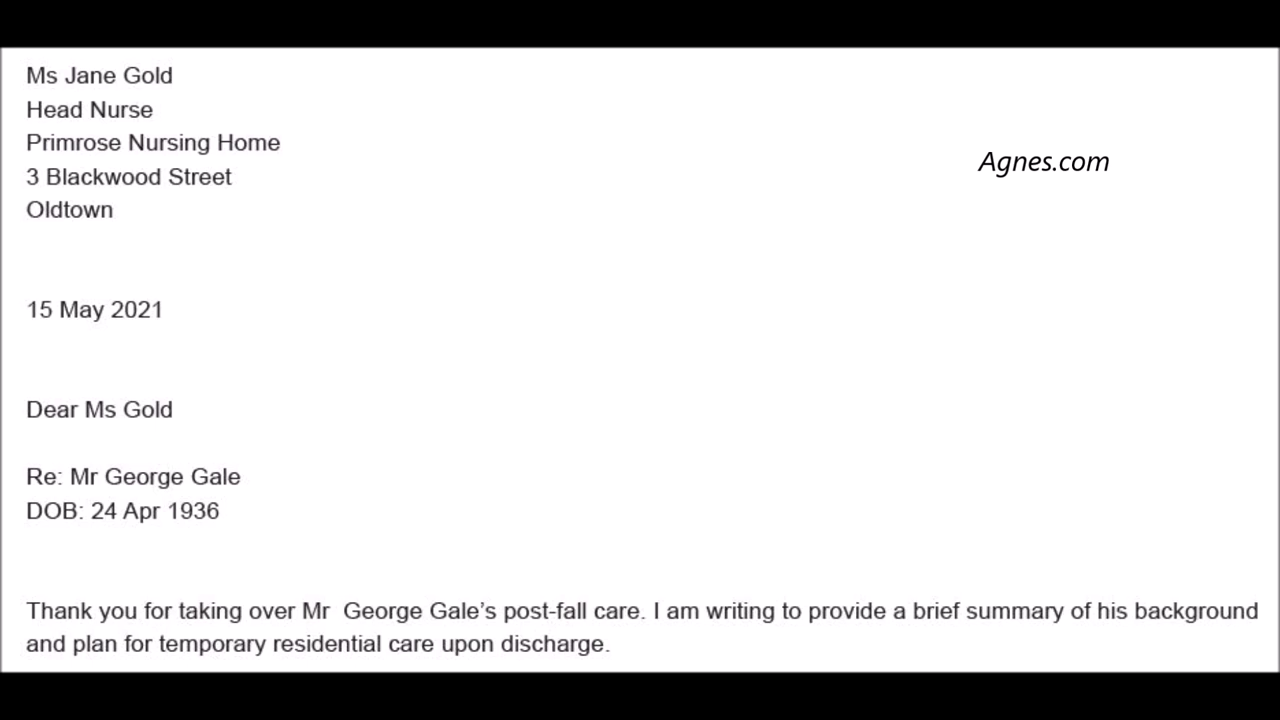 Ms Jane Gold
Head Nurse
Primrose Nursing Home
Agnes.com
3 Blackwood Street
Oldtown
15 May 2021
Dear Ms Gold
Re: Mr George Gale
DOB: 24 Apr 1936
Thank you for taking over Mr  George Gale’s post-fall care. I am writing to provide a brief summary of his background
and plan for temporary residential care upon discharge.